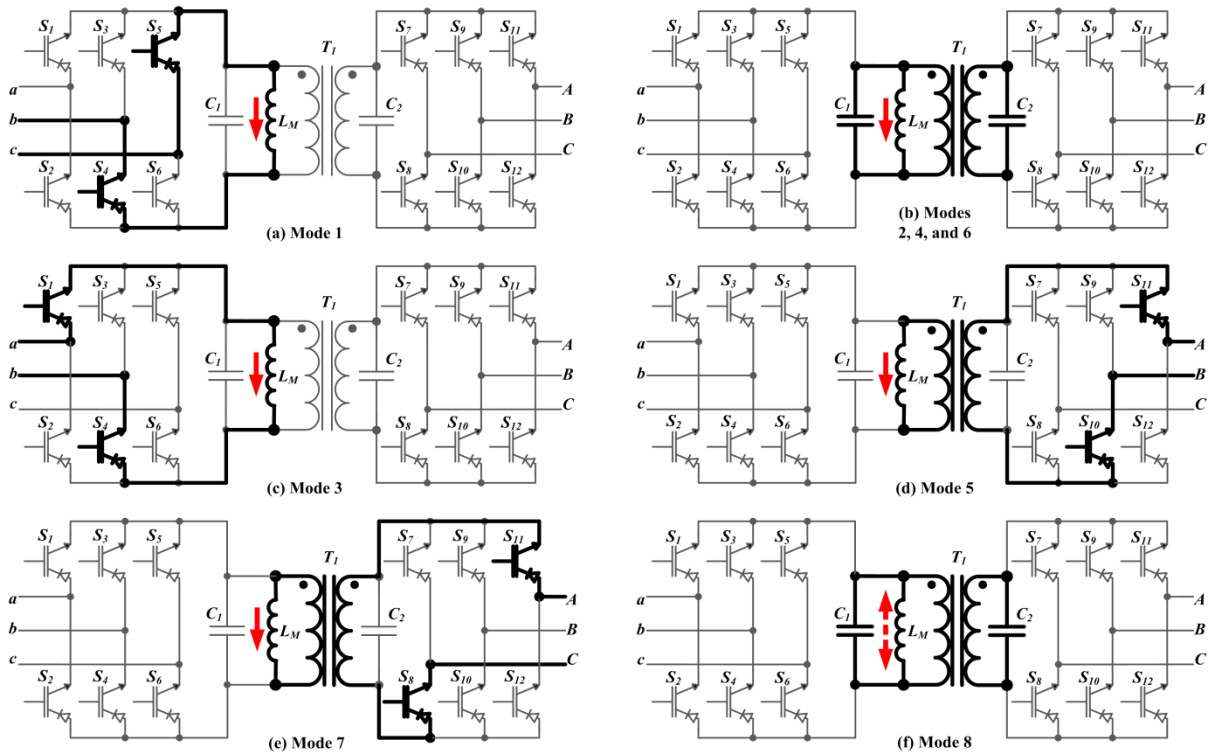 S1 S3 S5 T1 S7 S9 S11
a A
b C1 LM C2 B
c C
S2 S4 S6 S8 S10 S12
(a) Mode 1
S1 S3 S5 T1 S7 S9 S11
a A
b C1 LM C2 B
c C
S2 S4 S6 S8 S10 S12
(b) Modes
2, 4, and 6
S1 S3 S5 T1 S7 S9 S11
a A
b C1 LM C2 B
c C
S2 S4 S6 S8 S10 S12
(c) Mode 3
S1 S3 S5 T1 S7 S9 S11
a A
b C1 LM C2 B
c C
S2 S4 S6 S8 S10 S12
(d) Mode 5
S1 S3 S5 T1 S7 S9 S11
a A
b C1 LM C2 B
c C
S2 S4 S6 S8 S10 S12
(e) Mode 7
S1 S3 S5 T1 S7 S9 S11
a A
b C1 LM C2 B
c C
S2 S4 S6 S8 S10 S12
(f) Mode 8